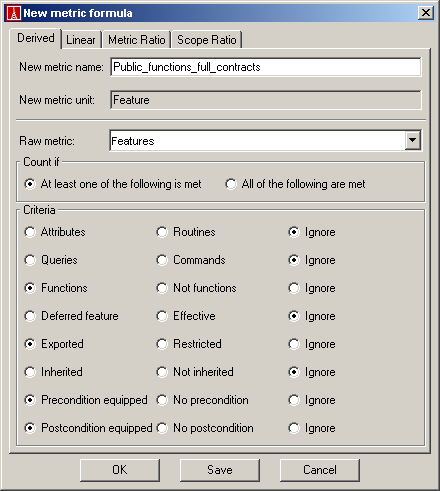 New metric formula
Derived Linear Metric Ratio Scope Ratio
New metric name: Public_functions_full_contracts
New metric unit: Feature
Raw metric: Features
Count if
At least one of the following is met All of the following are met
Criteria
Attributes Routines Ignore
Queries Commands Ignore
Functions Not functions Ignore
Deferred feature Effective Ignore
Exported Restricted Ignore
Inherited Not inherited Ignore
Precondition equipped No precondition Ignore
Postcondition equipped No postcondition Ignore
OK Save Cancel